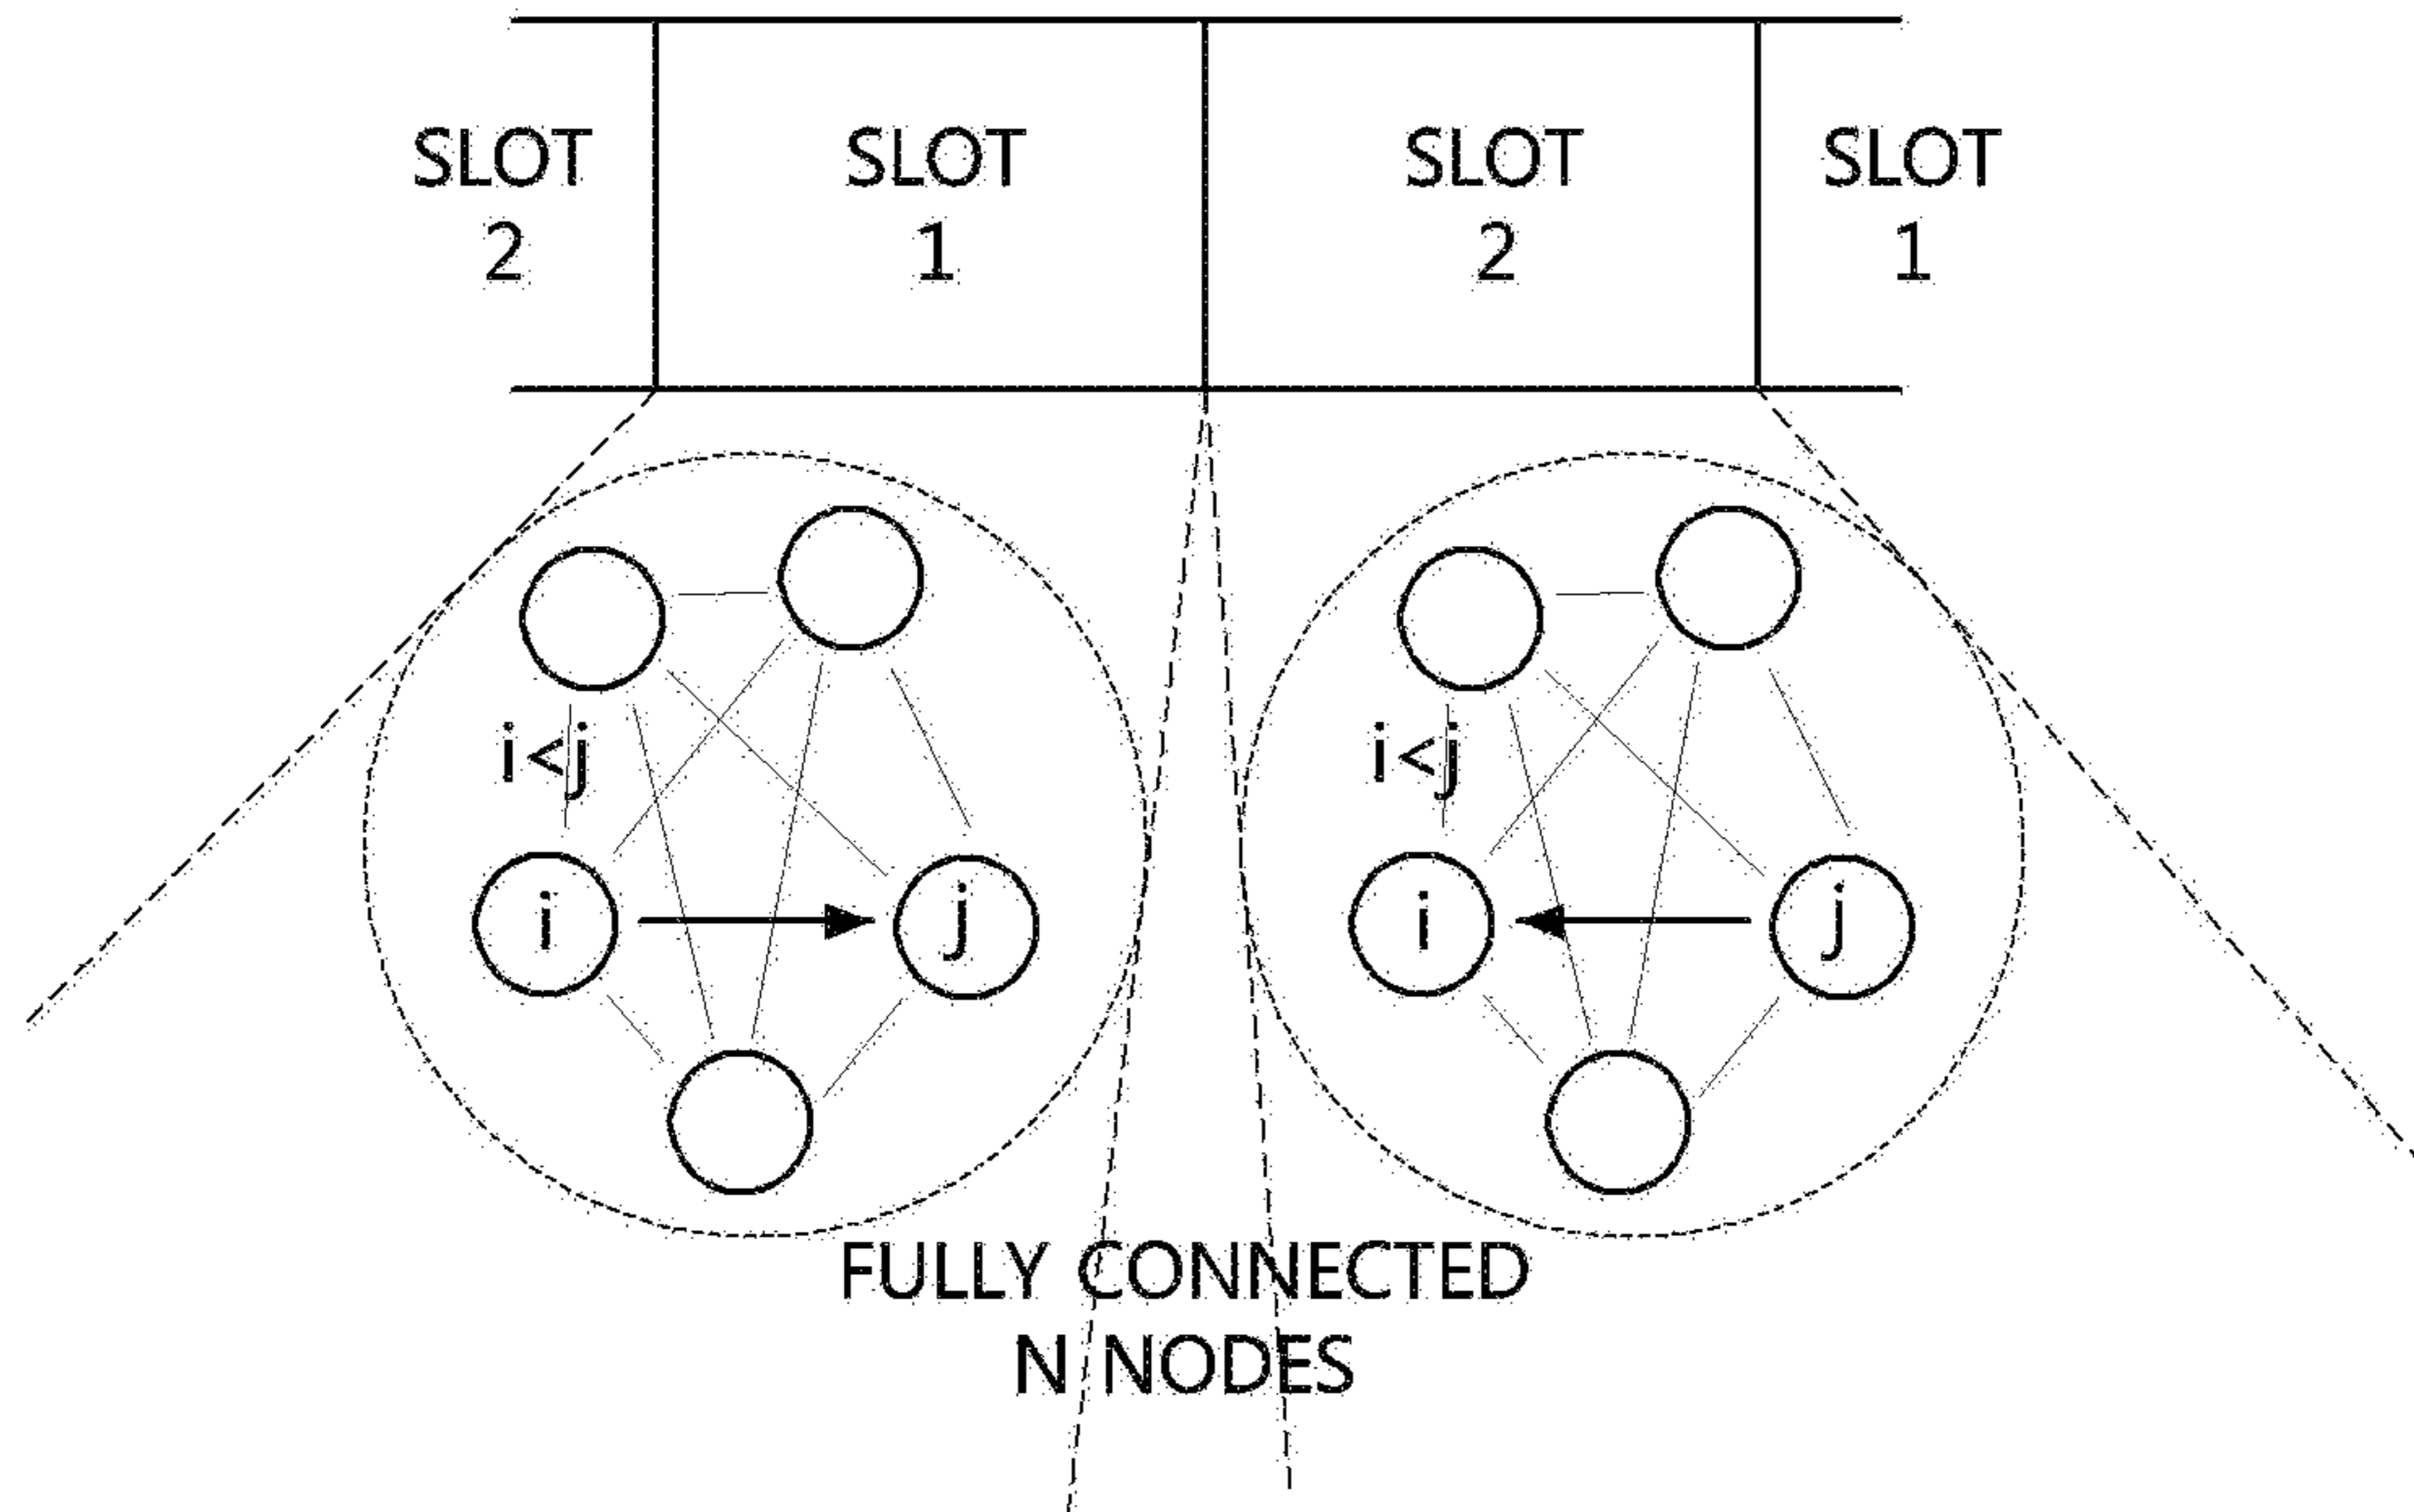 SLOT
2
SLOT
1
SLOT
2
SLOT
1
i<j
i<j
i
j
i
j
FULLY CONNECTED
N NODES